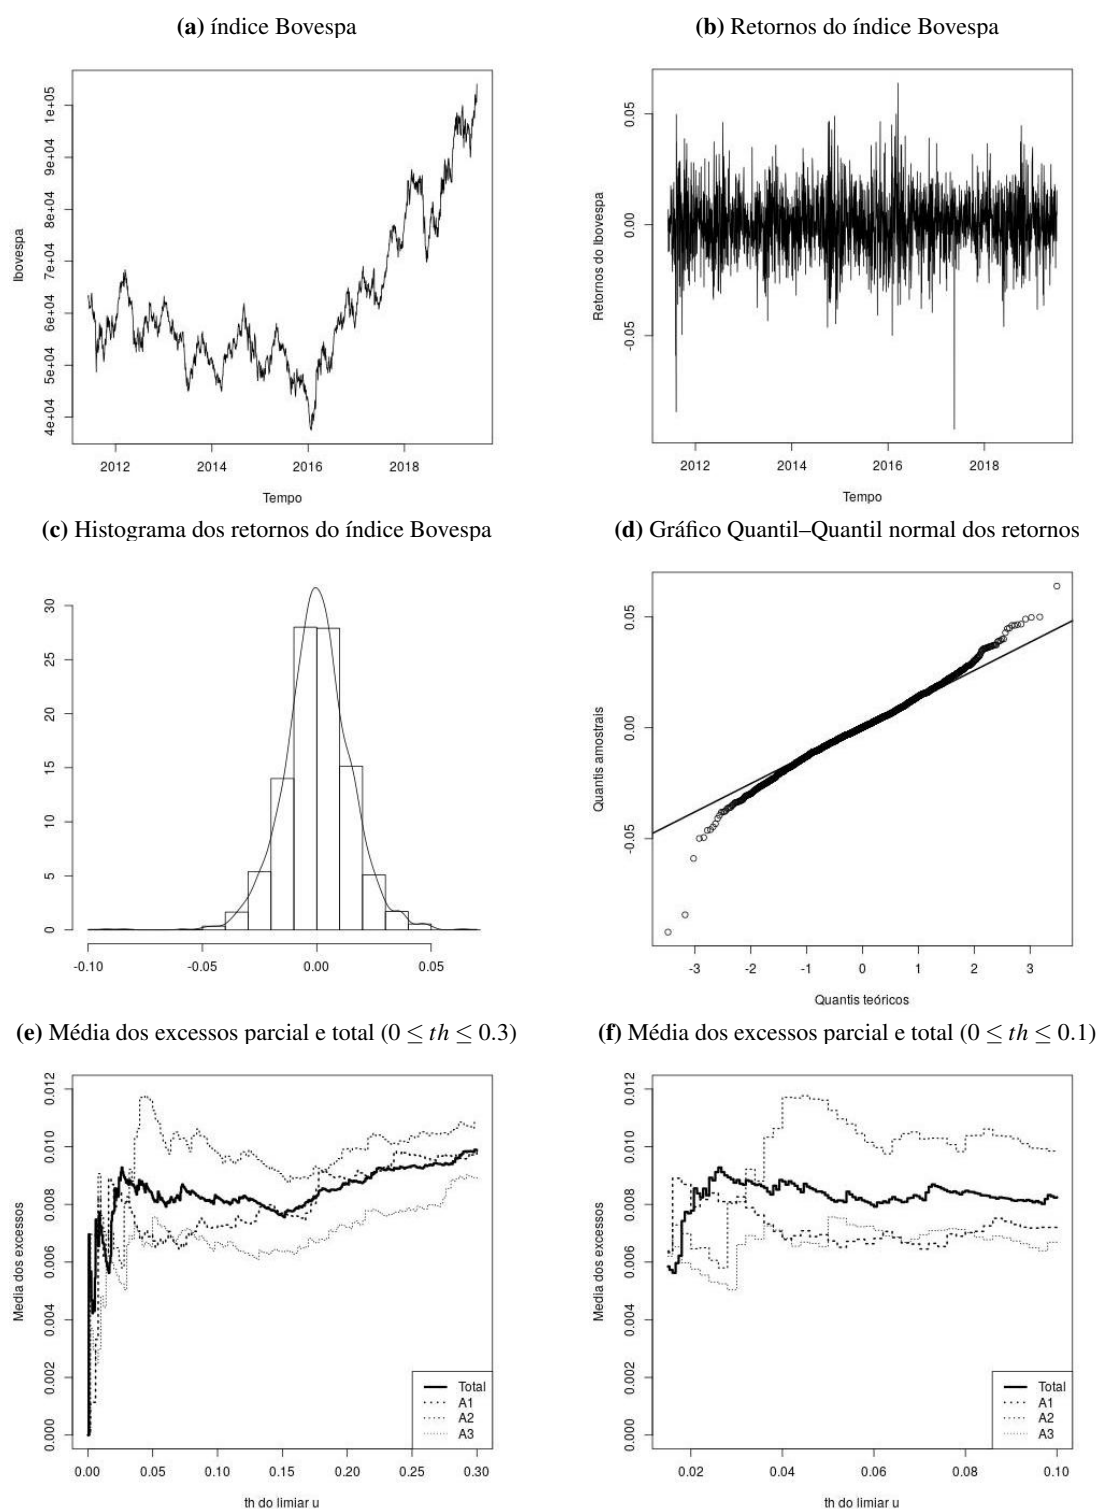 (a) índice Bovespa
(b) Retornos do índice Bovespa
Ibovespa
4e+04 5e+04 6e+04 7e+04 8e+04 9e+04 1e+05
2012 2014 2016 2018
Tempo
Retornos do Ibovespa
-0.05 0.00 0.05
2012 2014 2016 2018
Tempo
(c) Histograma dos retornos do índice Bovespa
(d) Gráfico Quantil–Quantil normal dos retornos
0 5 10 15 20 25 30
-0.10 -0.05 0.00 0.05
Quantis amostrais
-0.05 0.00 0.05
-3 -2 -1 0 1 2 3
Quantis teóricos
(e) Média dos excessos parcial e total (0 ≤ th ≤ 0.3)
(f) Média dos excessos parcial e total (0 ≤ th ≤ 0.1)
Media dos excessos
0.000 0.002 0.004 0.006 0.008 0.010 0.012
Total
A1
A2
A3
0.00 0.05 0.10 0.15 0.20 0.25 0.30
th do limiar u
Media dos excessos
0.000 0.002 0.004 0.006 0.008 0.010 0.012
Total
A1
A2
A3
0.02 0.04 0.06 0.08 0.10
th do limiar u